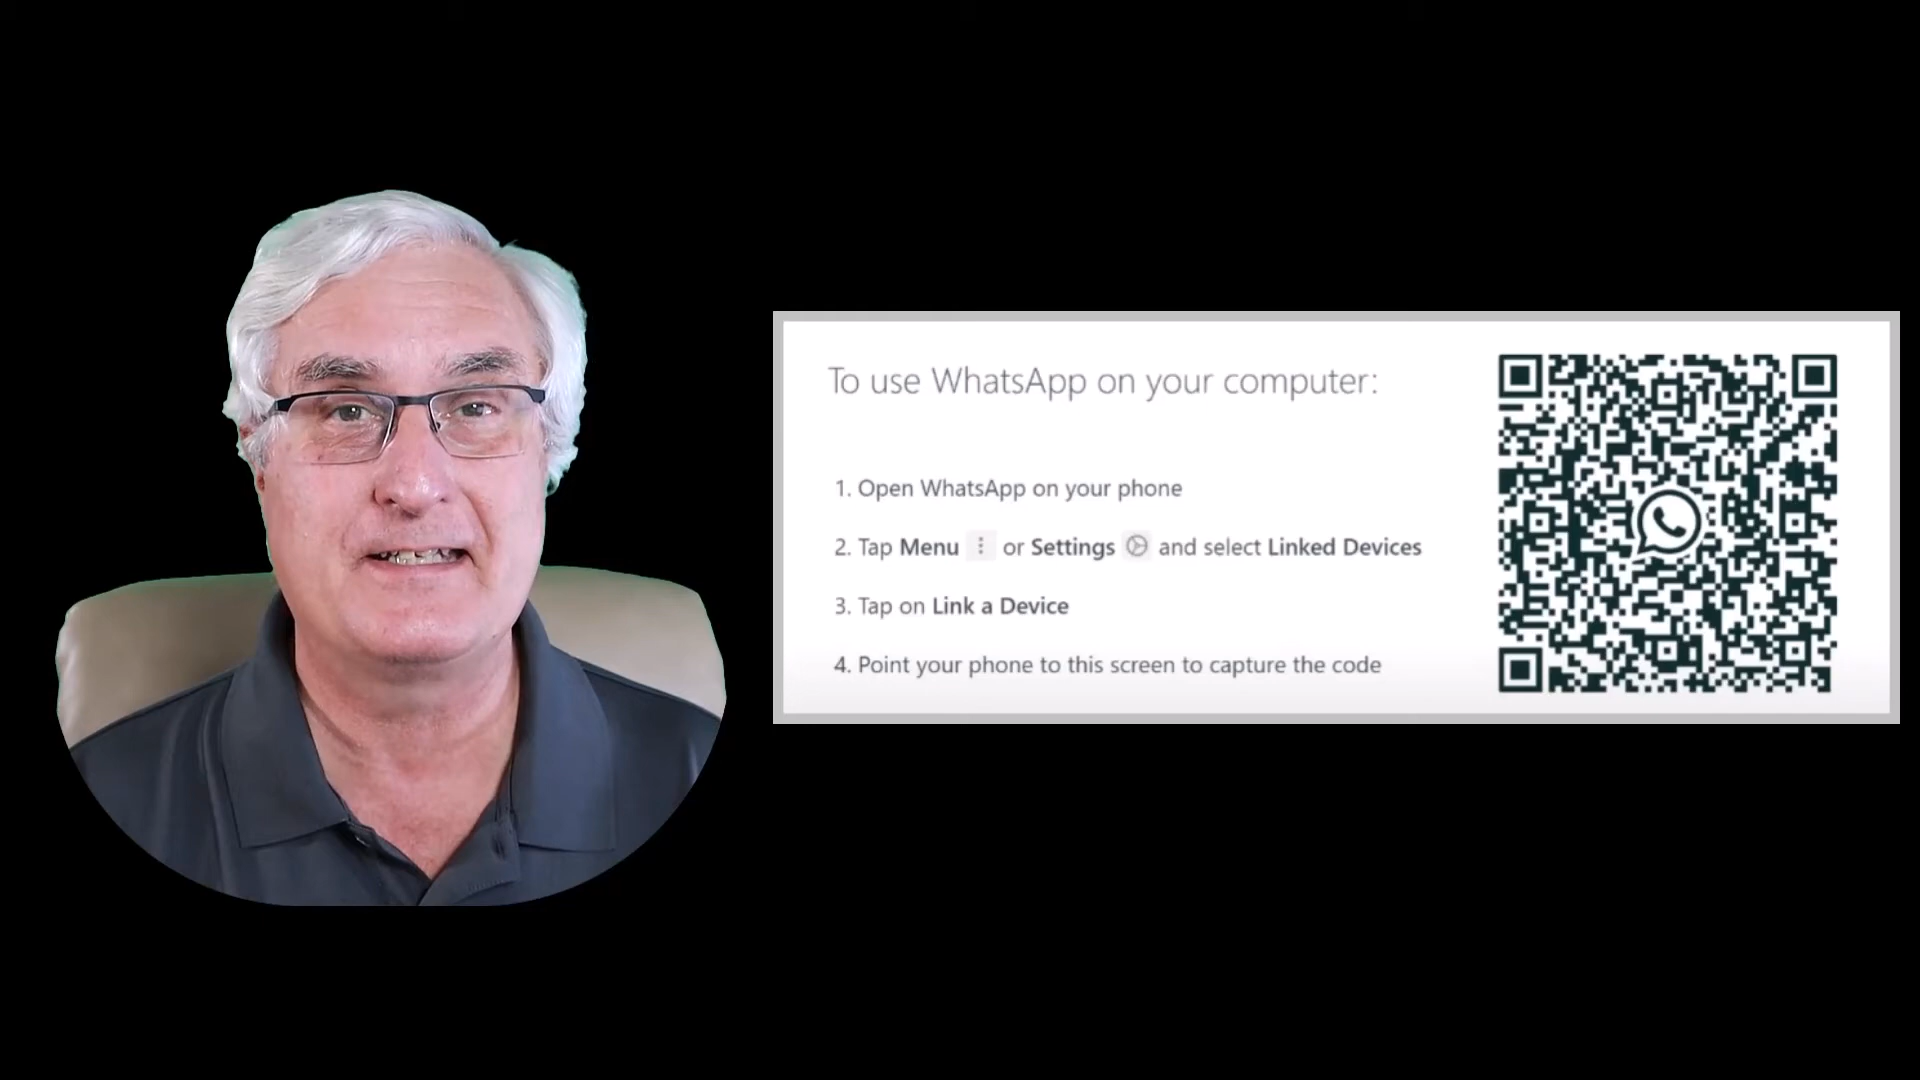 To use WhatsApp on your computer:
1. Open WhatsApp on your phone
2. Tap Menu or Settings and select Linked Devices
3. Tap on Link a Device
4. Point your phone to this screen to capture the code